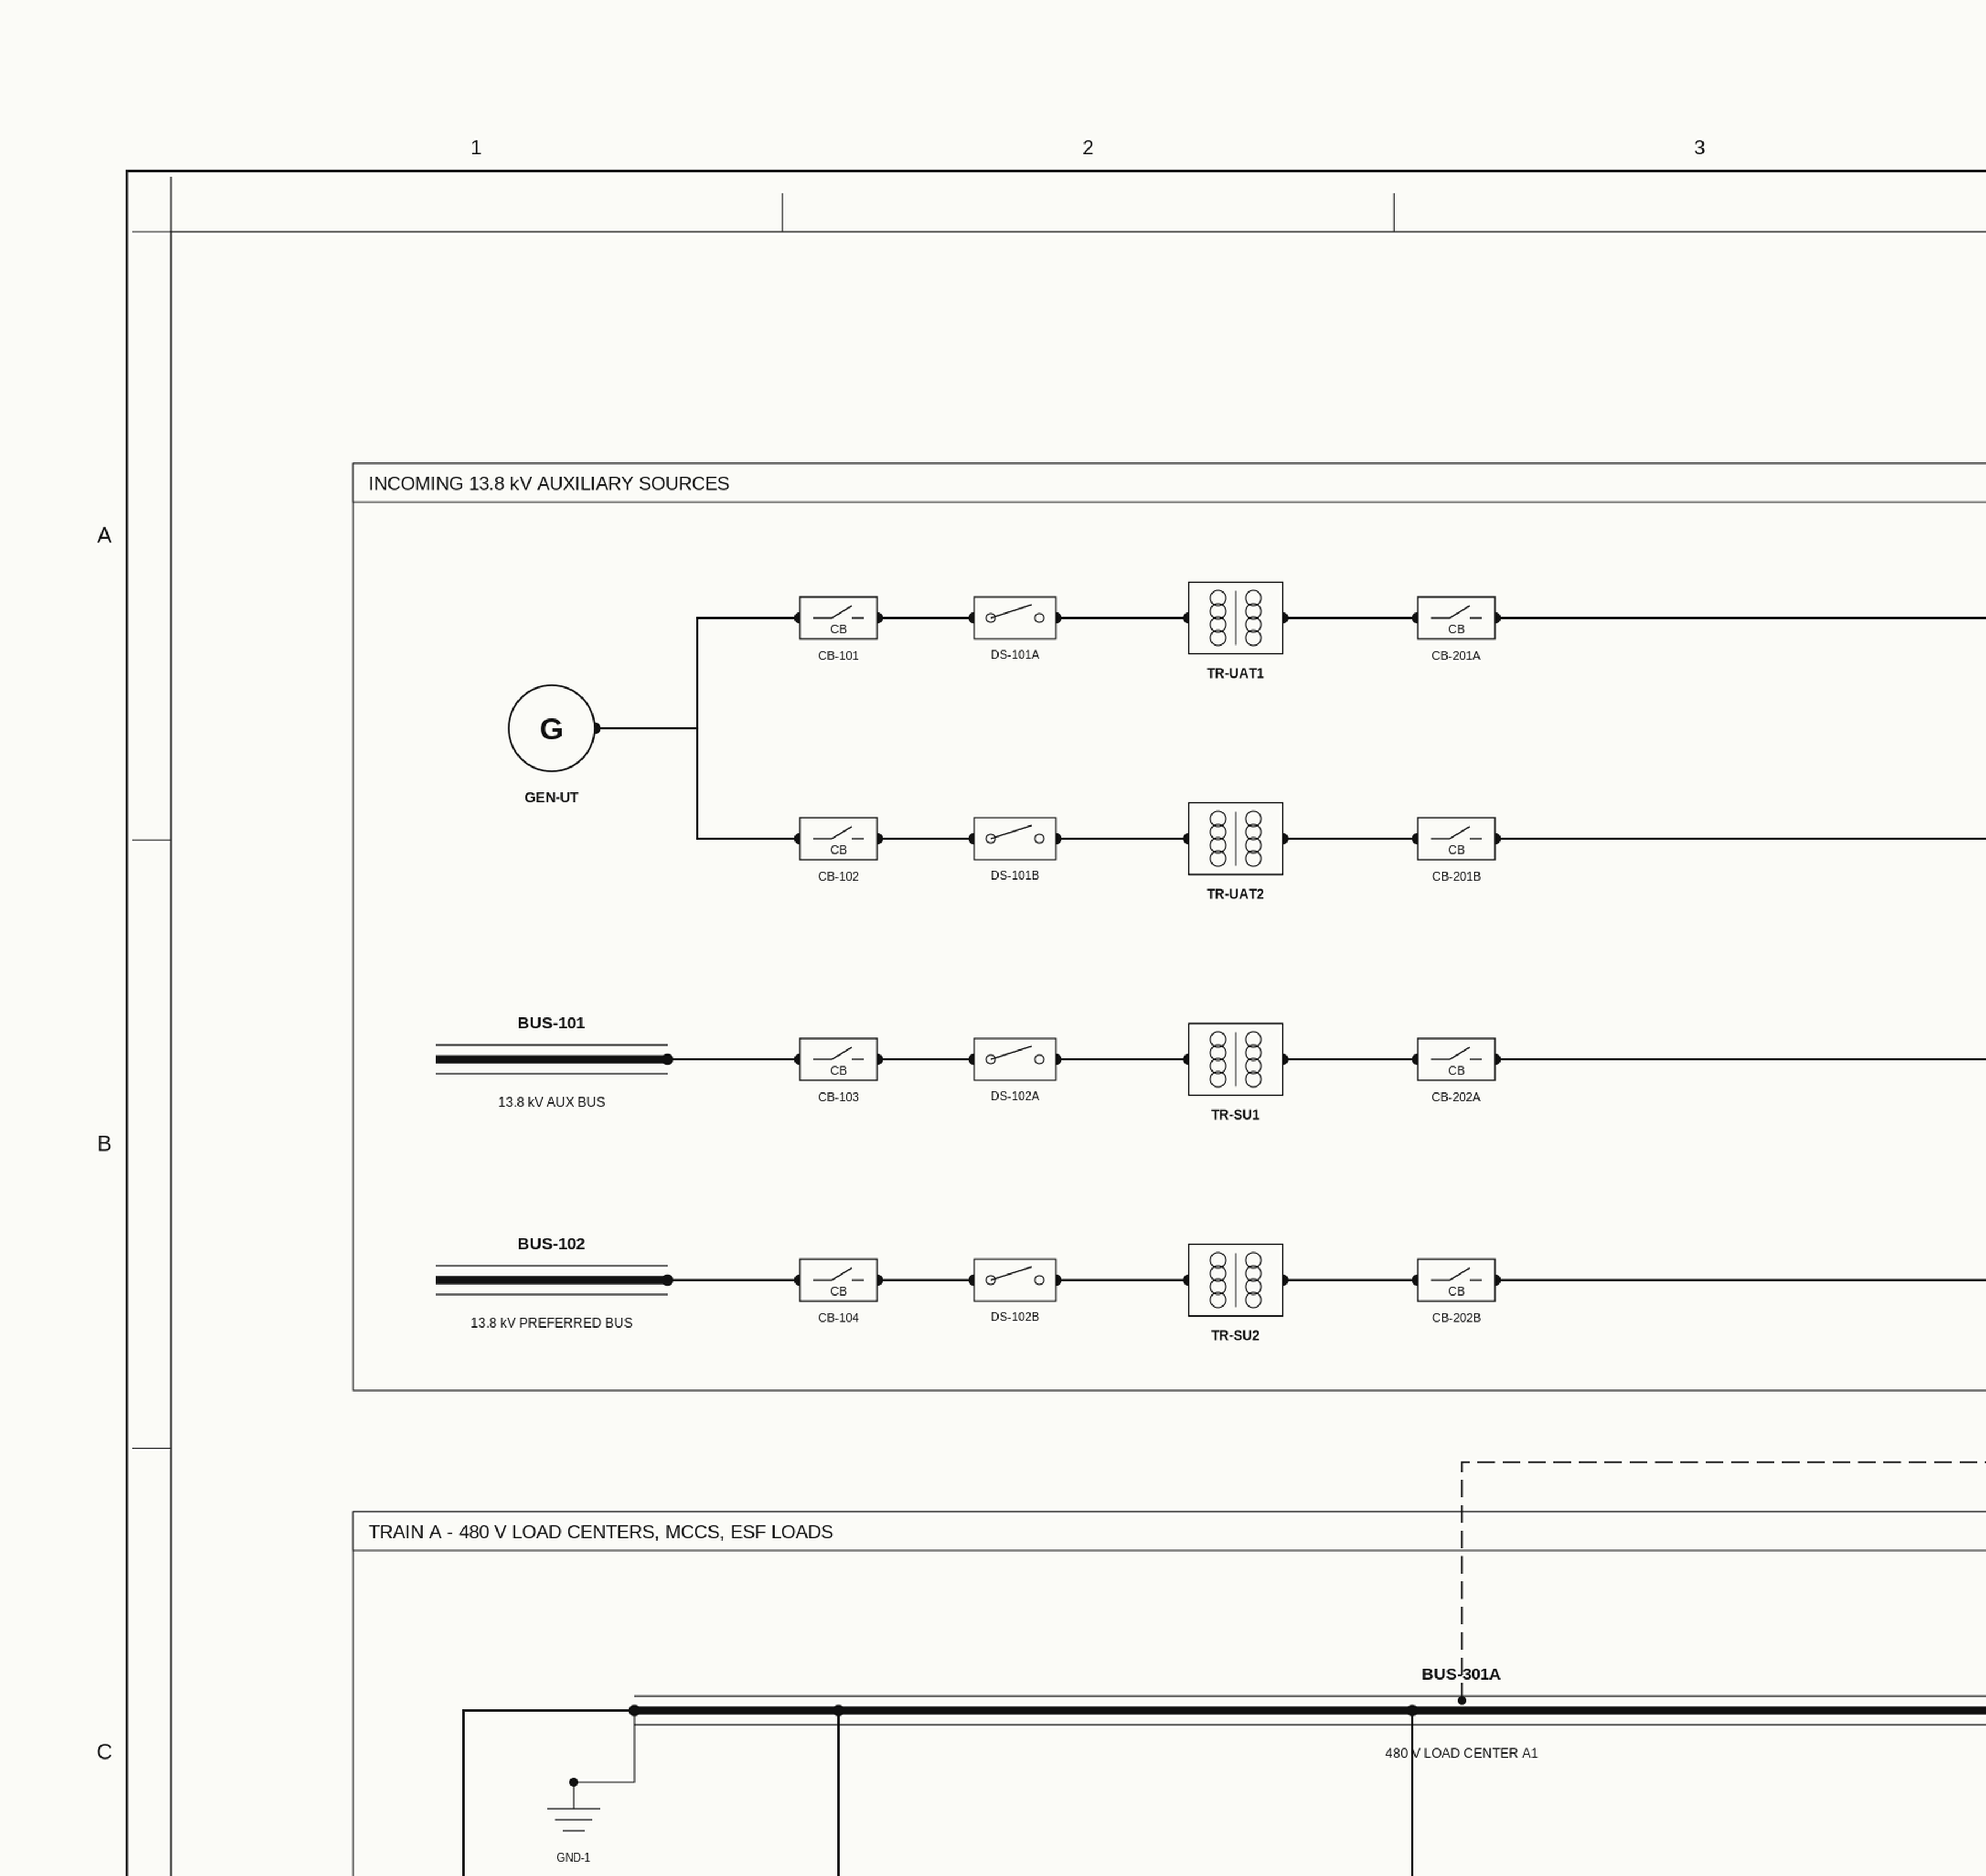 1 2 3
INCOMING 13.8 kV AUXILIARY SOURCES
A
CB CB
CB-101 DS-101A TR-UAT1 CB-201A
G
GEN-UT
CB CB
CB-102 DS-101B TR-UAT2 CB-201B
BUS-101
CB CB
13.8 kV AUX BUS CB-103 DS-102A TR-SU1 CB-202A
B
BUS-102
CB CB
13.8 kV PREFERRED BUS CB-104 DS-102B TR-SU2 CB-202B
TRAIN A - 480 V LOAD CENTERS, MCCS, ESF LOADS
BUS-301A
C
480 V LOAD CENTER A1
GND-1